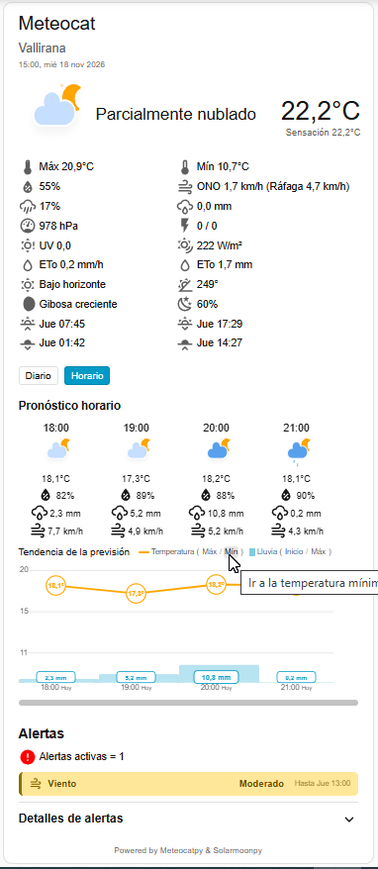 Meteocat
Vallirana
15:00, mié 18 nov 2026
Parcialmente nublado
22,2°C
Sensación 22,2°C
Máx 20,9°C Mín 10,7°C
55% ONO 1,7 km/h (Ráfaga 4,7 km/h)
17% 0,0 mm
978 hPa 0 / 0
UV 0,0 222 W/m²
ETo 0,2 mm/h ETo 1,7 mm
Bajo horizonte 249°
Gibosa creciente 60%
Jue 07:45 Jue 17:29
Jue 01:42 Jue 14:27
Diario Horario
Pronóstico horario
18:00 19:00 20:00 21:00
18,1°C 17,3°C 18,2°C 18,1°C
82% 89% 88% 90%
2,3 mm 5,2 mm 10,8 mm 0,2 mm
7,7 km/h 4,9 km/h 5,2 km/h 4,3 km/h
Tendencia de la previsión Temperatura ( Máx / Mín ) Lluvia ( Inicio / Máx )
Ir a la temperatura mínim
20
18,1° 17,3° 18,2°
15
11
2,3 mm 5,2 mm 10,8 mm 0,2 mm
18:00 Hoy 19:00 Hoy 20:00 Hoy 21:00 Hoy
Alertas
Alertas activas = 1
Viento Moderado Hasta Jue 13:00
Detalles de alertas
Powered by Meteocatpy & Solarmoonpy